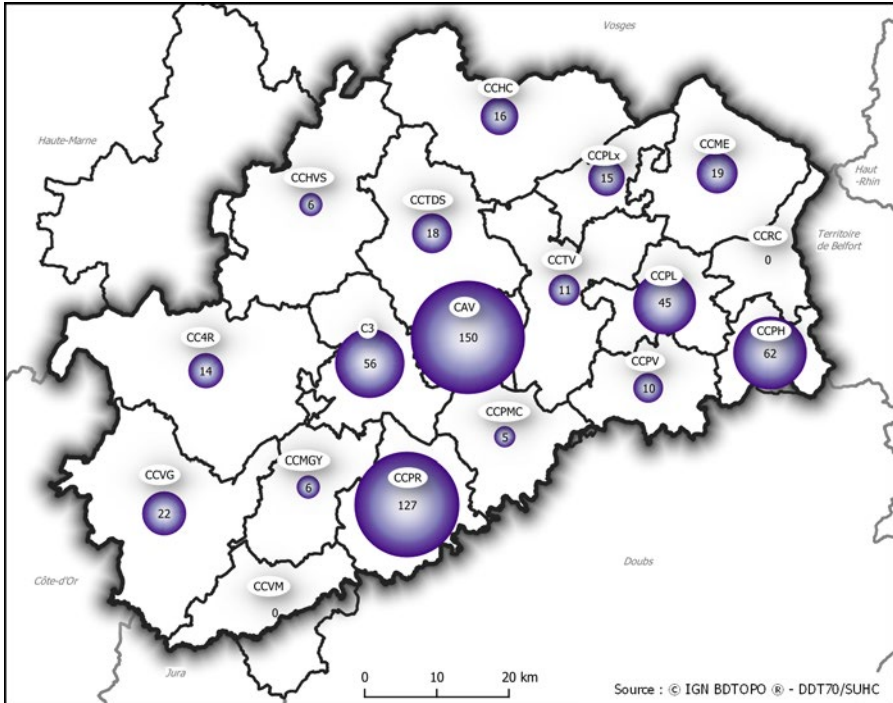 Vosges
CCHC
16
Haute-Marne
CCPLx
15
CCME
19
Haut
-Rhin
CCHVS
6
CCTDS
18
CCRC
0
Territoire
de Belfort
CCTV
11
CCPL
45
CAV
150
C3
56
CC4R
14
CCPH
62
CCPV
10
CCPMC
5
CCMGY
6
CCVG
22
CCPR
127
Doubs
Côte-d'Or
CCVM
0
Jura
0 10 20 km
Source : © IGN BDTOPO ® - DDT70/SUHC